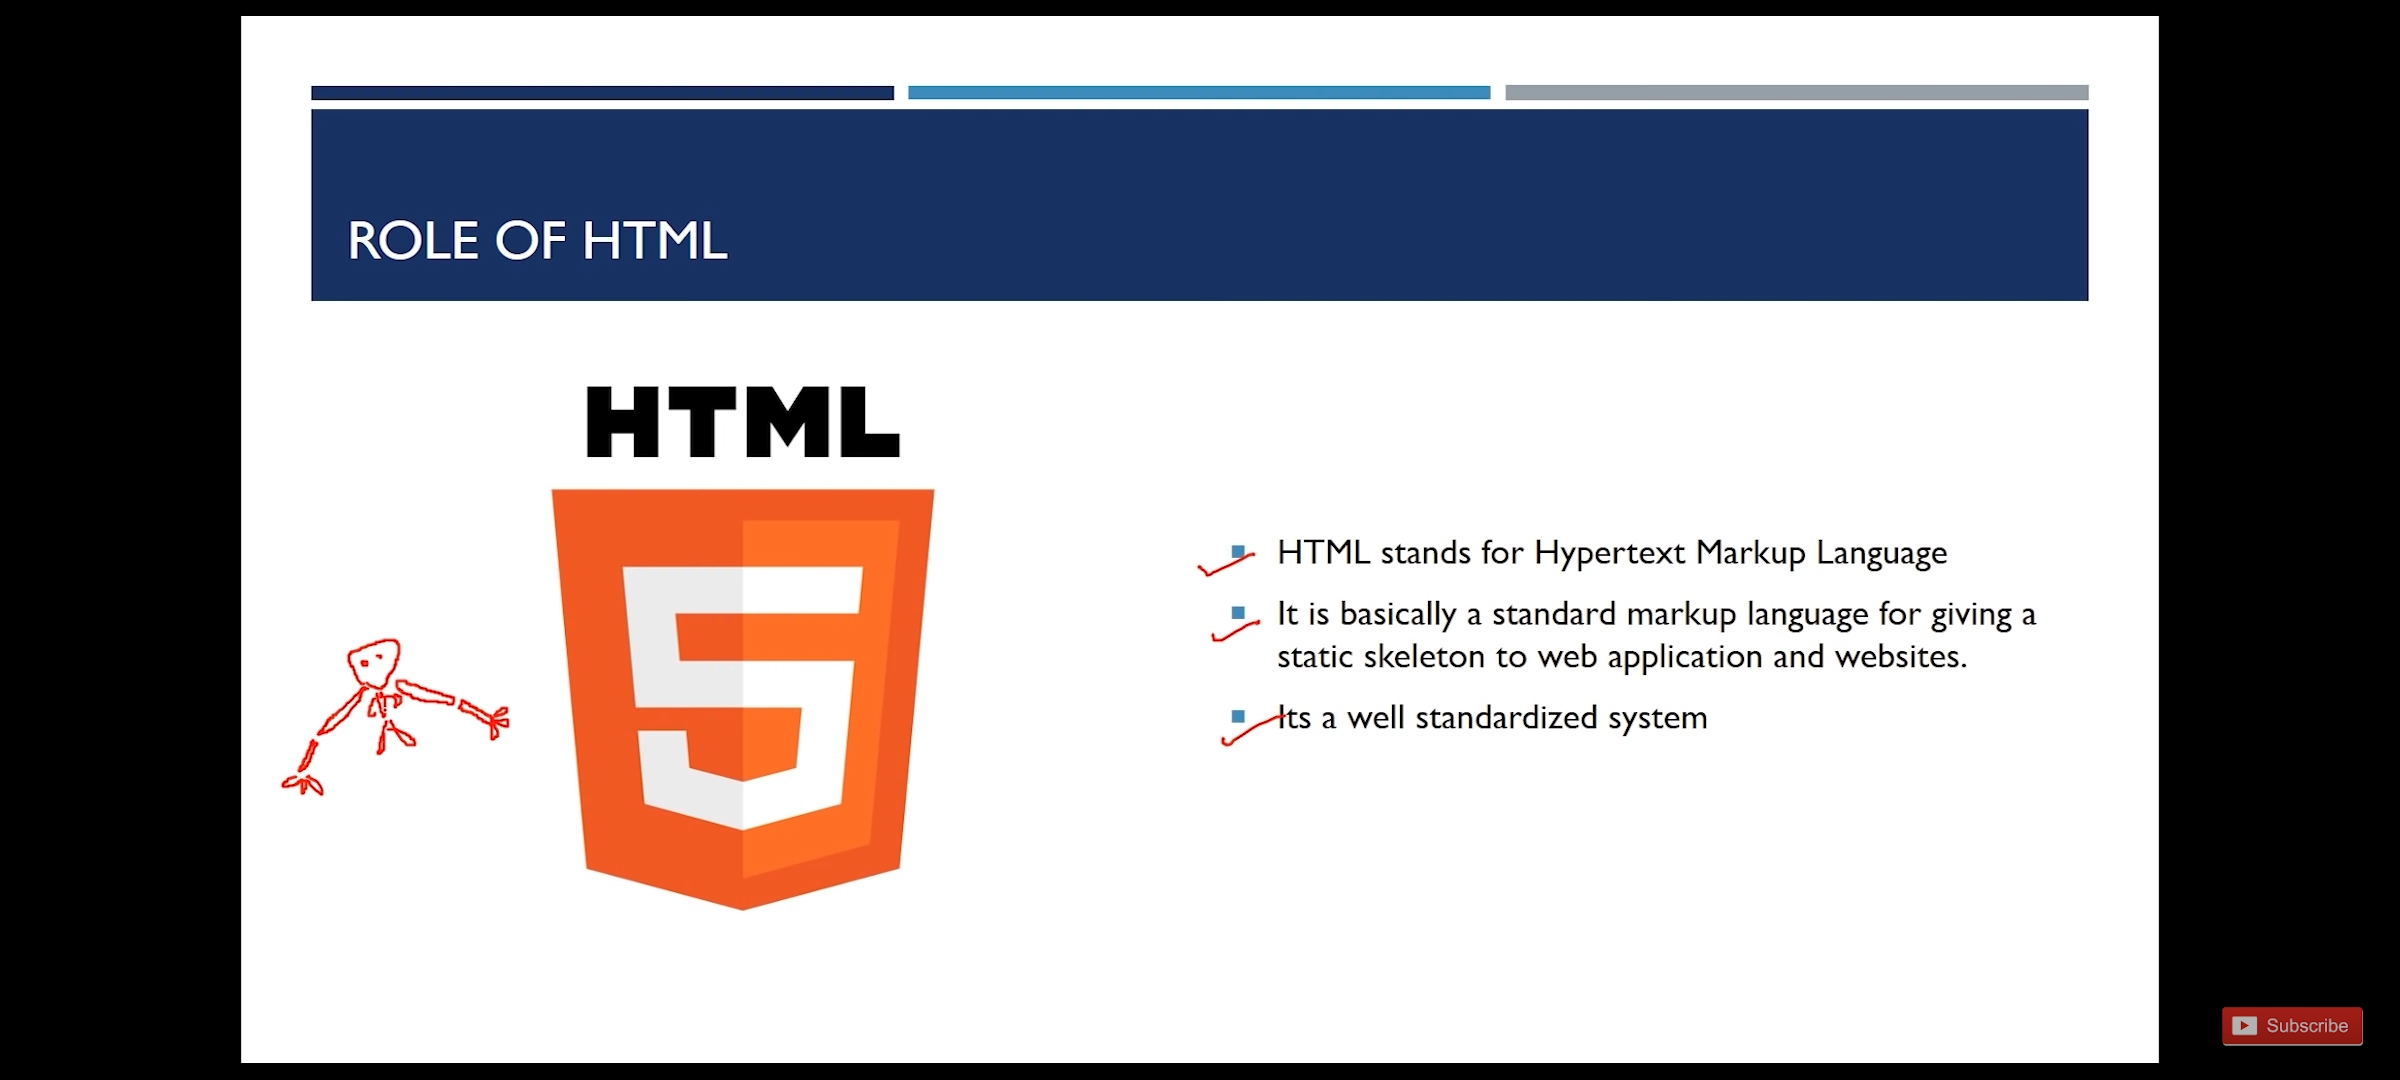 ROLE OF HTML
HTML
5
HTML stands for Hypertext Markup Language
It is basically a standard markup language for giving a
static skeleton to web application and websites.
Its a well standardized system
Subscribe